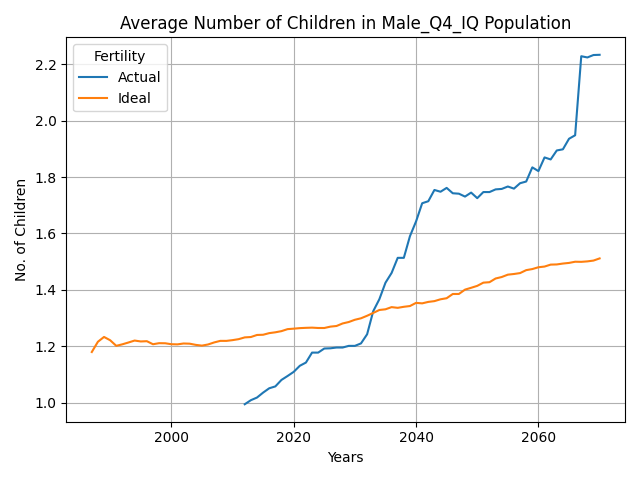 Average Number of Children in Male_Q4_IQ Population
Fertility
Actual
Ideal
No. of Children
2.2
2.0
1.8
1.6
1.4
1.2
1.0
2000
2020
2040
2060
Years